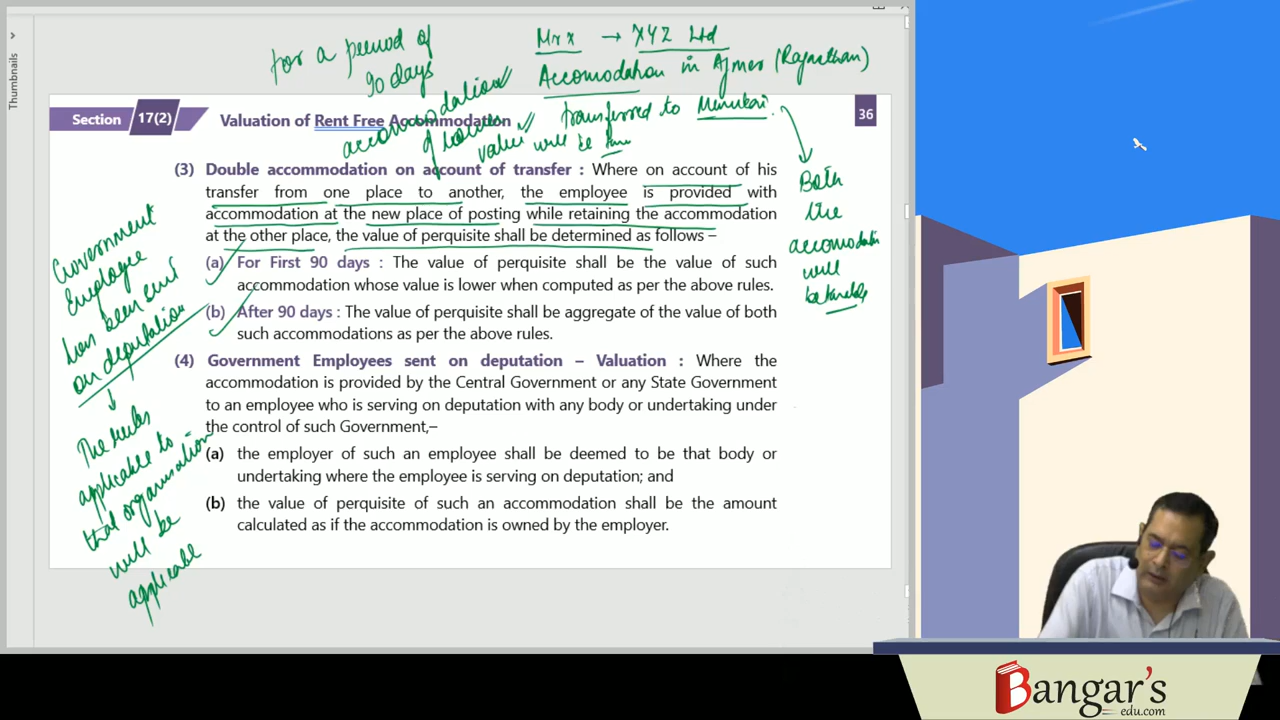 Thumbnails
for a period of
90 days
accomodation
of lower
value will be
Mr x → XYZ Ltd
Accomodation in Ajmer (Rajasthan)
transferred to Mumbai.
Both
the
accomodation
will
be taxable
Section 17(2) Valuation of Rent Free Accommodation 36
(3) Double accommodation on account of transfer : Where on account of his
transfer from one place to another, the employee is provided with
accommodation at the new place of posting while retaining the accommodation
at the other place, the value of perquisite shall be determined as follows –
(a) For First 90 days : The value of perquisite shall be the value of such
accommodation whose value is lower when computed as per the above rules.
(b) After 90 days : The value of perquisite shall be aggregate of the value of both
such accommodations as per the above rules.
(4) Government Employees sent on deputation – Valuation : Where the
accommodation is provided by the Central Government or any State Government
to an employee who is serving on deputation with any body or undertaking under
the control of such Government,–
(a) the employer of such an employee shall be deemed to be that body or
undertaking where the employee is serving on deputation; and
(b) the value of perquisite of such an accommodation shall be the amount
calculated as if the accommodation is owned by the employer.
Government
Employee
has been sent
on deputation
The rules
applicable to
that organisation
will be
applicable
Bangar's
edu.com